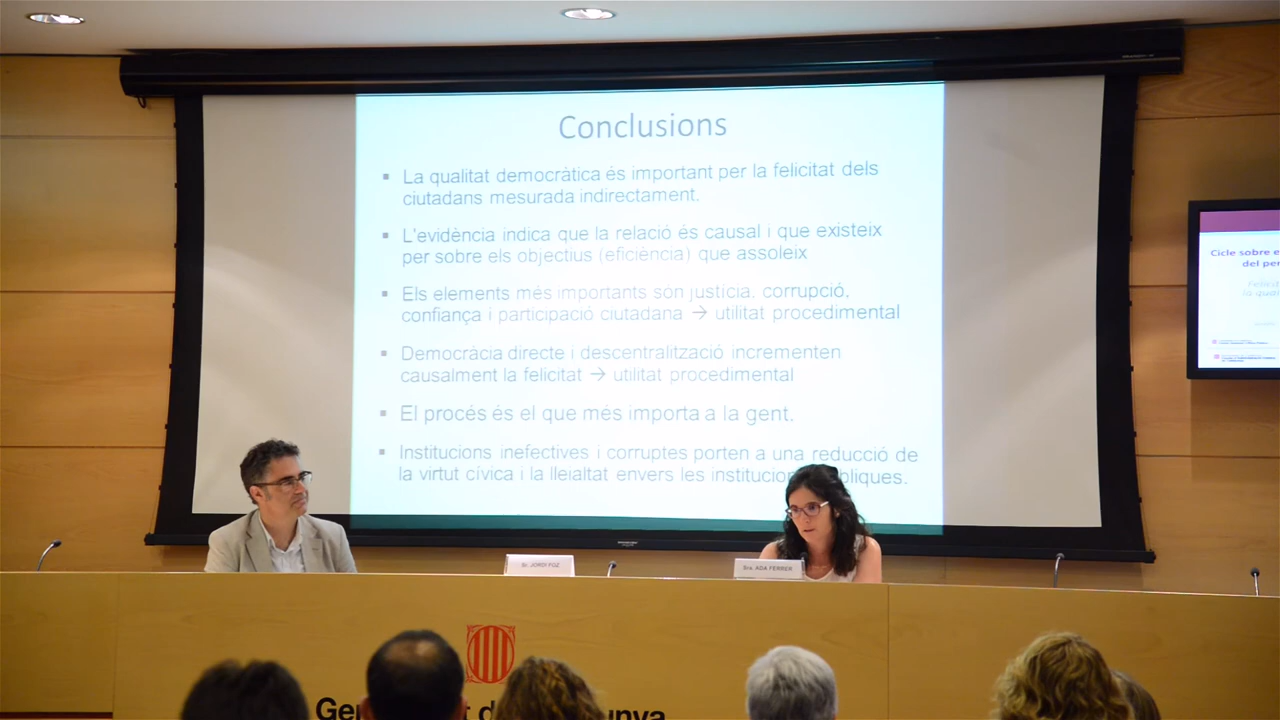 Conclusions
▪ La qualitat democràtica és important per la felicitat dels
ciutadans mesurada indirectament.
▪ L'evidència indica que la relació és causal i que existeix
per sobre els objectius (eficiència) que assoleix
▪ Els elements més importants són justícia, corrupció,
confiança i participació ciutadana → utilitat procedimental
▪ Democràcia directe i descentralització incrementen
causalment la felicitat → utilitat procedimental
▪ El procés és el que més importa a la gent.
▪ Institucions inefectives i corruptes porten a una reducció de
la virtut cívica i la lleialtat envers les
Cicle sobre e
del per
Sr. JORDI FOZ
Sra. ADA FERRER